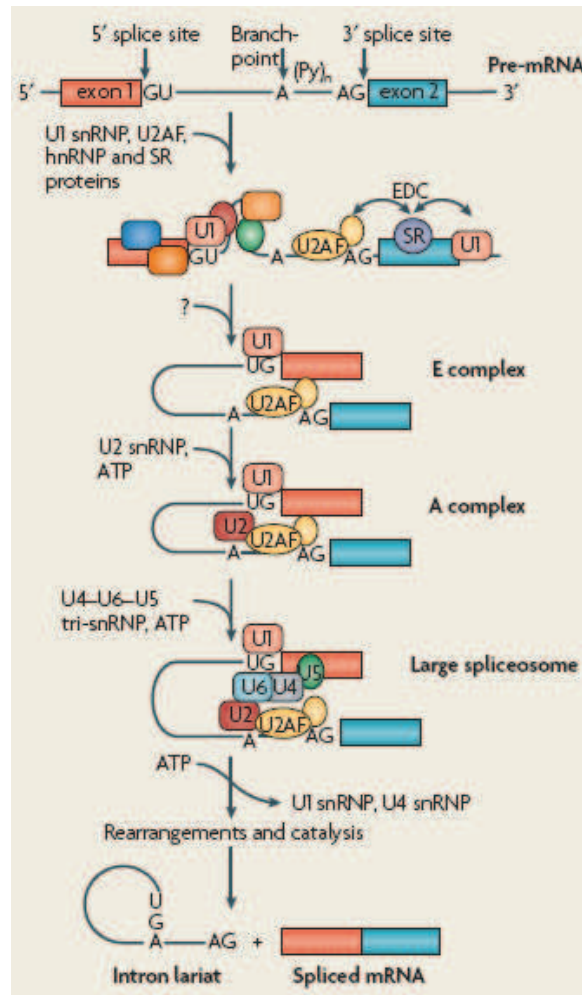 5′ splice site
Branch-
point
3′ splice site
(Py)n
Pre-mRNA
5′ exon 1 GU A AG exon 2 3′
U1 snRNP, U2AF,
hnRNP and SR
proteins
EDC
U1 U2AF SR U1
GU A AG
?
U1
UG
E complex
U2AF
A AG
U2 snRNP,
ATP
U1
UG
A complex
U2 U2AF
A AG
U4–U6–U5
tri-snRNP, ATP
U1
UG
Large spliceosome
U5
U6 U4
U2 U2AF
A AG
ATP
U1 snRNP, U4 snRNP
Rearrangements and catalysis
U
G
A AG +
Intron lariat Spliced mRNA